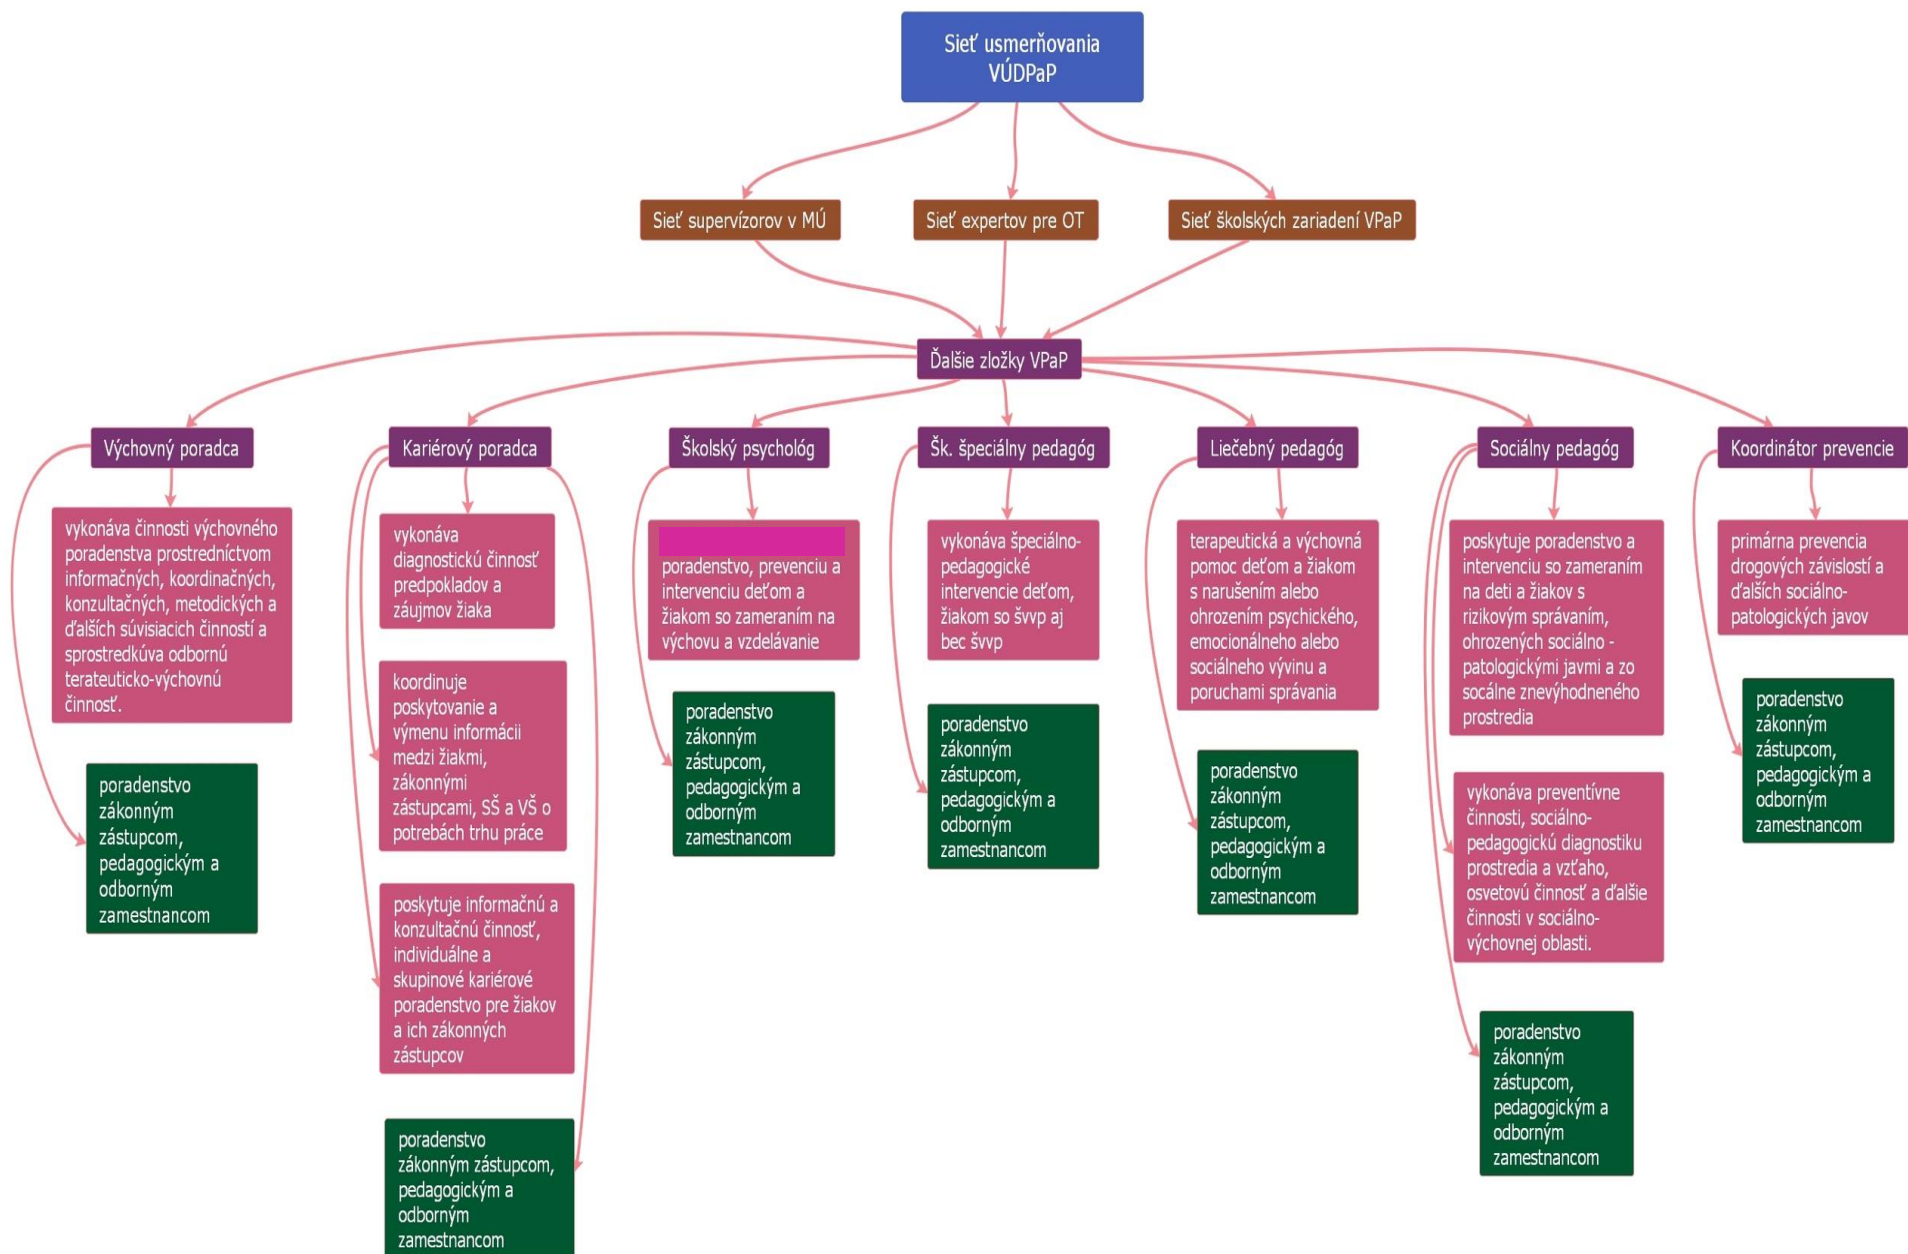 Sieť usmerňovania
VÚDPaP
Sieť supervízorov v MÚ
Sieť expertov pre OT
Sieť školských zariadení VPaP
Ďalšie zložky VPaP
Výchovný poradca
Kariérový poradca
Školský psychológ
Šk. špeciálny pedagóg
Liečebný pedagóg
Sociálny pedagóg
Koordinátor prevencie
vykonáva činnosti výchovného
poradenstva prostredníctvom
informačných, koordinačných,
konzultačných, metodických a
ďalších súvisiacich činností a
sprostredkúva odbornú
terateuticko-výchovnú
činnosť.
poradenstvo
zákonným
zástupcom,
pedagogickým a
odborným
zamestnancom
vykonáva
diagnostickú činnosť
predpokladov a
záujmov žiaka
koordinuje
poskytovanie a
výmenu informácii
medzi žiakmi,
zákonnými
zástupcami, SŠ a VŠ o
potrebách trhu práce
poskytuje informačnú a
konzultačnú činnosť,
individuálne a
skupinové kariérové
poradenstvo pre žiakov
a ich zákonných
zástupcov
poradenstvo
zákonným zástupcom,
pedagogickým a
odborným
zamestnancom
poradenstvo, prevenciu a
intervenciu deťom a
žiakom so zameraním na
výchovu a vzdelávanie
poradenstvo
zákonným
zástupcom,
pedagogickým a
odborným
zamestnancom
vykonáva špeciálno-
pedagogické
intervencie deťom,
žiakom so švvp aj
bec švvp
poradenstvo
zákonným
zástupcom,
pedagogickým a
odborným
zamestnancom
terapeutická a výchovná
pomoc deťom a žiakom
s narušením alebo
ohrozením psychického,
emocionálneho alebo
sociálneho vývinu a
poruchami správania
poradenstvo
zákonným
zástupcom,
pedagogickým a
odborným
zamestnancom
poskytuje poradenstvo a
intervenciu so zameraním
na deti a žiakov s
rizikovým správaním,
ohrozených sociálno -
patologickými javmi a zo
socálne znevýhodneného
prostredia
vykonáva preventívne
činnosti, sociálno-
pedagogickú diagnostiku
prostredia a vzťaho,
osvetovú činnosť a ďalšie
činnosti v sociálno-
výchovnej oblasti.
poradenstvo
zákonným
zástupcom,
pedagogickým a
odborným
zamestnancom
primárna prevencia
drogových závislostí a
ďalších sociálno-
patologických javov
poradenstvo
zákonným
zástupcom,
pedagogickým a
odborným
zamestnancom